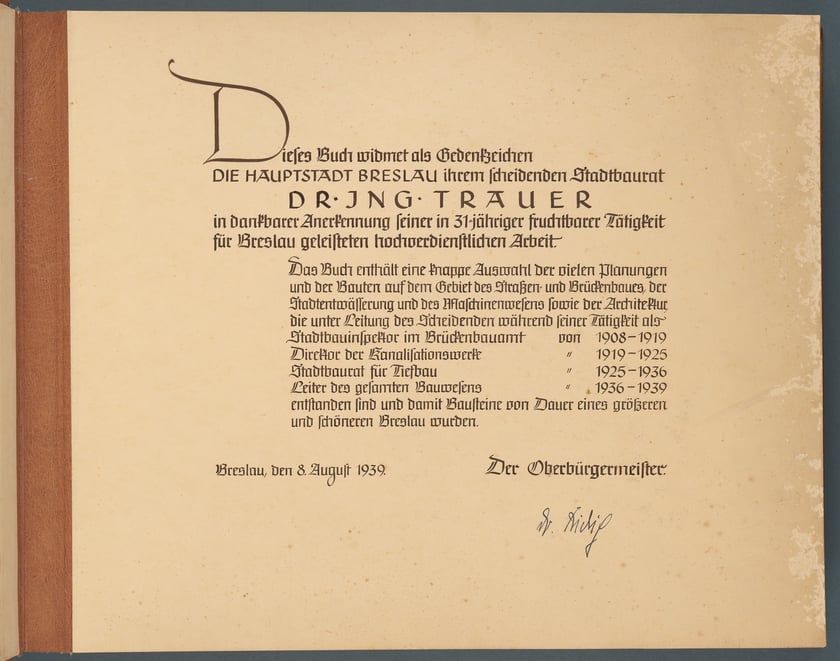 Dieses Buch widmet als Gedenkzeichen
DIE HAUPTSTADT BRESLAU ihrem scheidenden Stadtbaurat
DR·ING·TRAUER
in dankbarer Anerkennung seiner in 31-jähriger fruchtbarer Tätigkeit
für Breslau geleisteten hochverdienstlichen Arbeit.
Das Buch enthält eine knappe Auswahl der vielen Planungen
und der Bauten auf dem Gebiet des Straßen- und Brückenbaues, der
Stadtentwässerung und des Maschinenwesens sowie der Architektur
die unter Leitung des Scheidenden während seiner Tätigkeit als
Stadtbauinspektor im Brückenbauamt von 1908–1919
Direktor der Kanalisationswerke " 1919–1925
Stadtbaurat für Tiefbau " 1925–1936
Leiter des gesamten Bauwesens " 1936–1939
entstanden sind und damit Bausteine von Dauer eines größeren
und schöneren Breslau wurden.
Breslau, den 8. August 1939. Der Oberbürgermeister:
Dr.